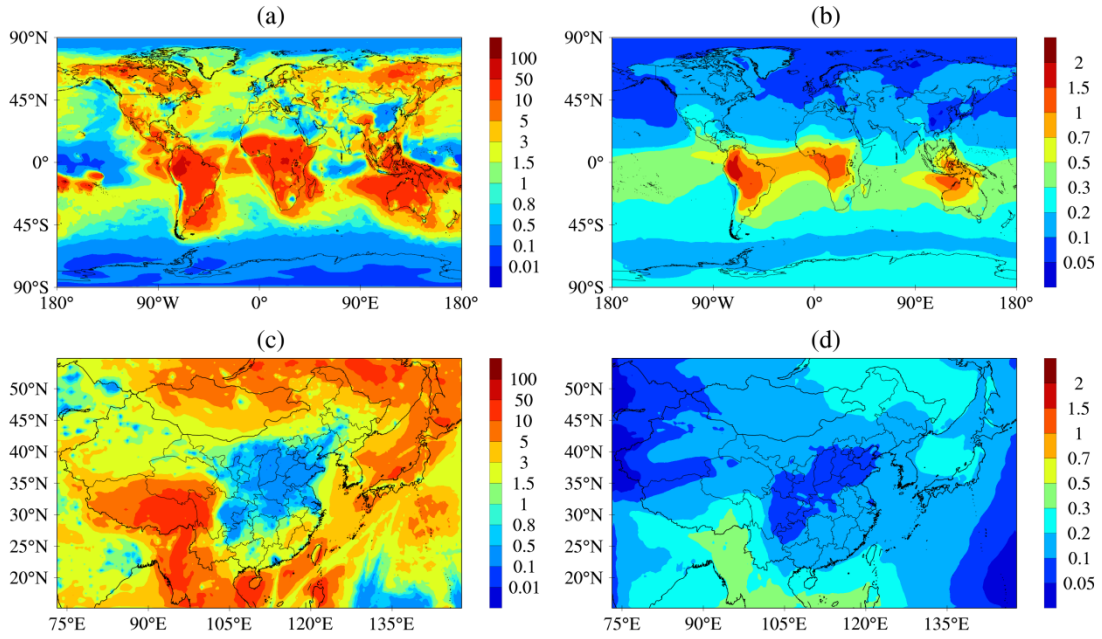 (a)
(b)
90°N
45°N
0°
45°S
90°S
180°
90°W
0°
90°E
180°
100
50
10
5
3
1.5
1
0.8
0.5
0.1
0.01
90°N
45°N
0°
45°S
90°S
180°
90°W
0°
90°E
180°
2
1.5
1
0.7
0.5
0.3
0.2
0.1
0.05
(c)
(d)
50°N
45°N
40°N
35°N
30°N
25°N
20°N
75°E
90°E
105°E
120°E
135°E
100
50
10
5
3
1.5
1
0.8
0.5
0.1
0.01
50°N
45°N
40°N
35°N
30°N
25°N
20°N
75°E
90°E
105°E
120°E
135°E
2
1.5
1
0.7
0.5
0.3
0.2
0.1
0.05